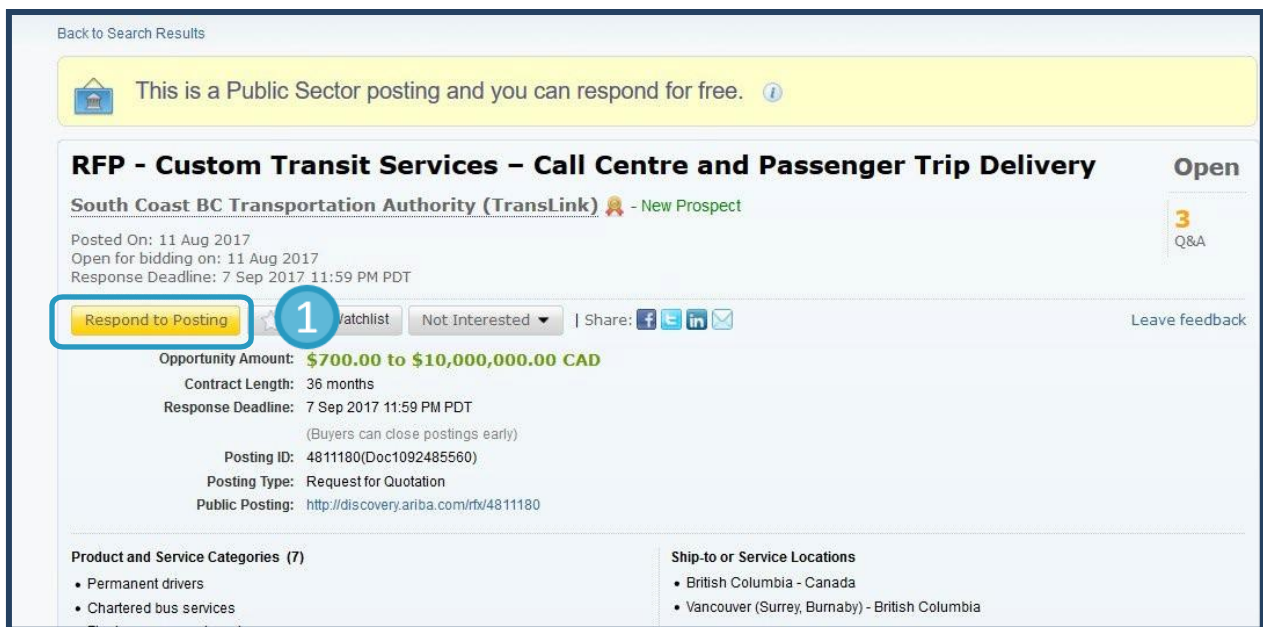 Back to Search Results
This is a Public Sector posting and you can respond for free. i
RFP - Custom Transit Services – Call Centre and Passenger Trip Delivery
Open
South Coast BC Transportation Authority (TransLink) - New Prospect
3
Q&A
Posted On: 11 Aug 2017
Open for bidding on: 11 Aug 2017
Response Deadline: 7 Sep 2017 11:59 PM PDT
Respond to Posting 1 Watchlist Not Interested | Share: Leave feedback
Opportunity Amount: $700.00 to $10,000,000.00 CAD
Contract Length: 36 months
Response Deadline: 7 Sep 2017 11:59 PM PDT
(Buyers can close postings early)
Posting ID: 4811180(Doc1092485560)
Posting Type: Request for Quotation
Public Posting: http://discovery.ariba.com/rfx/4811180
Product and Service Categories (7)
• Permanent drivers
• Chartered bus services
Ship-to or Service Locations
• British Columbia - Canada
• Vancouver (Surrey, Burnaby) - British Columbia